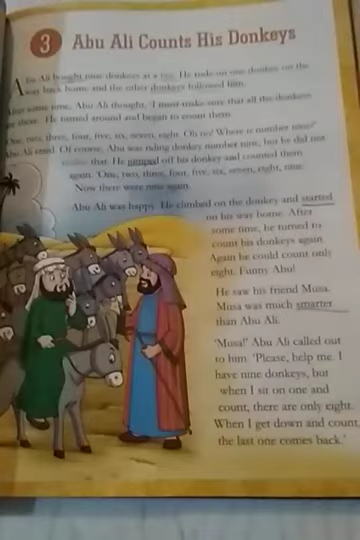 3 Abu Ali Counts His Donkeys
Abu Ali bought nine donkeys at a He rode on one donkey on the
way back home and the other donkeys followed him.
After some time, Abu Ali thought, 'I must make sure that all the donkeys
are there.' He turned around and began to count them.
'One, two, three, four, five, six, seven, eight. Oh no! Where is number nine?'
Abu Ali cried. Of course, Abu was riding donkey number nine, but he did not
realise that. He jumped off his donkey and counted them
again. 'One, two, three, four, five, six, seven, eight, nine.'
Now there were nine again.
Abu Ali was happy. He climbed on the donkey and started
on his way home. After
some time, he turned to
count his donkeys again.
Again he could count only
eight. Funny Abu!
He saw his friend Musa.
Musa was much smarter
than Abu Ali.
'Musa!' Abu Ali called out
to him. 'Please, help me. I
have nine donkeys, but
when I sit on one and
count, there are only eight.
When I get down and count,
the last one comes back.'